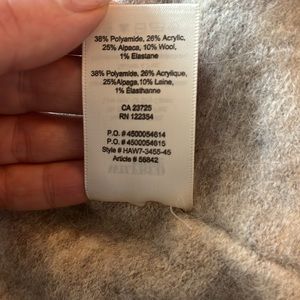 38% Polyamide, 26% Acrylic,
25% Alpaca, 10% Wool,
1% Elastane
38% Polyamide, 26% Acrylique,
25%Alpaga,10% Laine,
1% Élasthanne
CA 23725
RN 122354
P.O. # 4500054614
P.O. # 4500054615
Style # HAW7-3455-45
Article # 56842